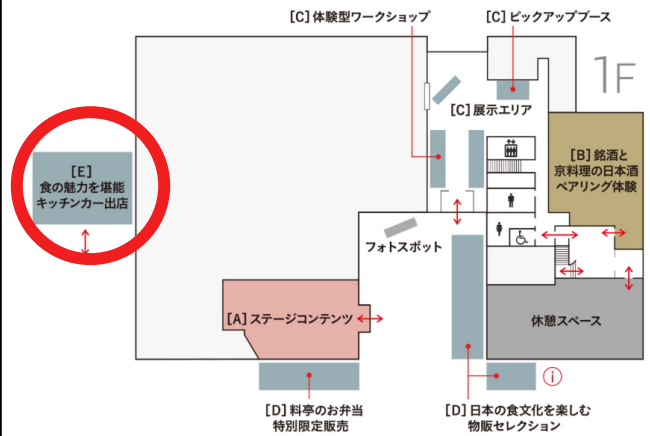 [C] 体験型ワークショップ
[C] ピックアップブース
1F
[C] 展示エリア
[E]
食の魅力を堪能
キッチンカー出店
[B] 銘酒と
京料理の日本酒
ペアリング体験
フォトスポット
[A] ステージコンテンツ
休憩スペース
i
[D] 料亭のお弁当
特別限定販売
[D] 日本の食文化を楽しむ
物販セレクション